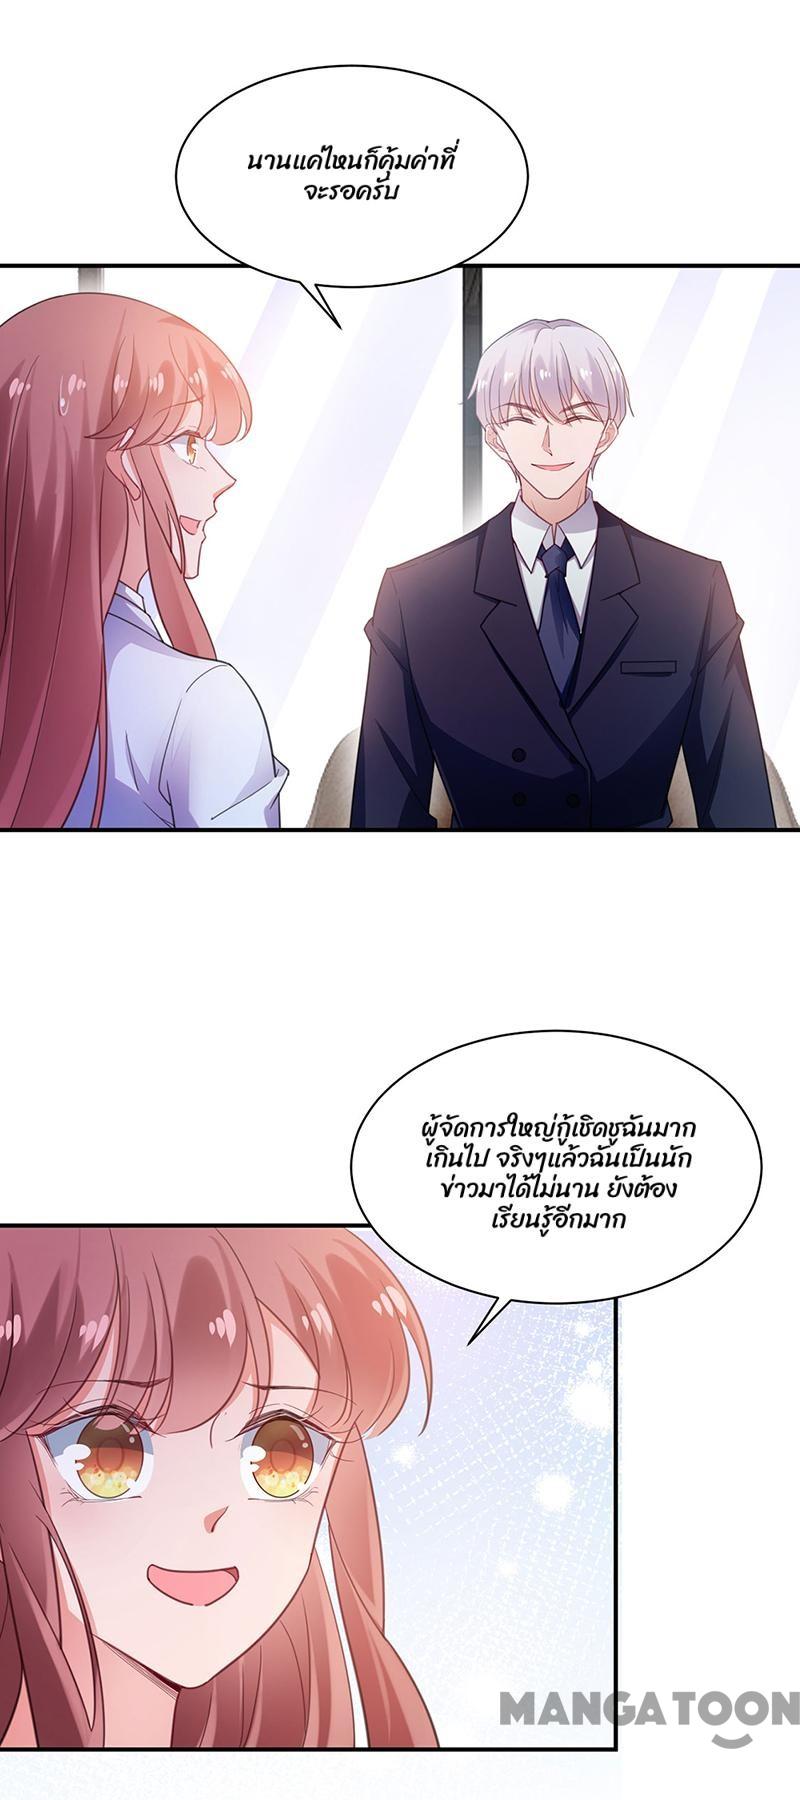 นานแค่ไหนก็คุ้มค่าที่
จะรอครับ
ผู้จัดการใหญ่กู้เชิดชูฉันมาก
เกินไป จริงๆแล้วฉันเป็นนัก
ข่าวมาได้ไม่นาน ยังต้อง
เรียนรู้อีกมาก
MANGATOON